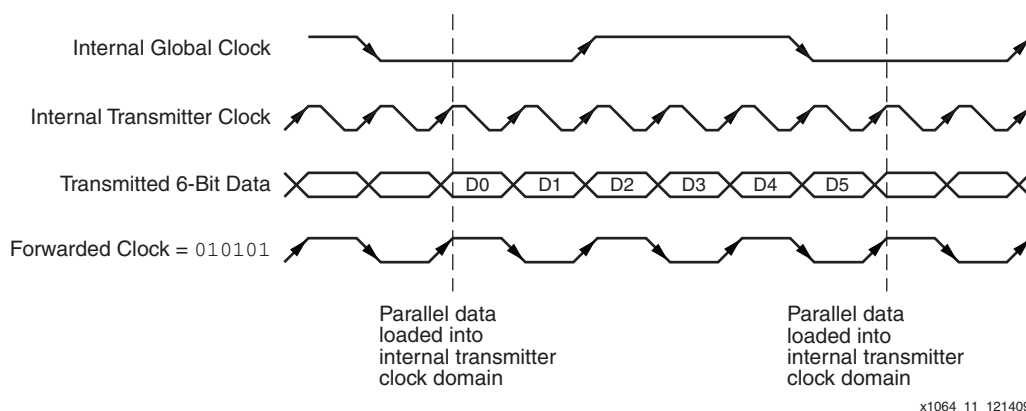 Internal Global Clock
Internal Transmitter Clock
Transmitted 6-Bit Data
D0 D1 D2 D3 D4 D5
Forwarded Clock = 010101
Parallel data
loaded into
internal transmitter
clock domain
Parallel data
loaded into
internal transmitter
clock domain
x1064_11_121409